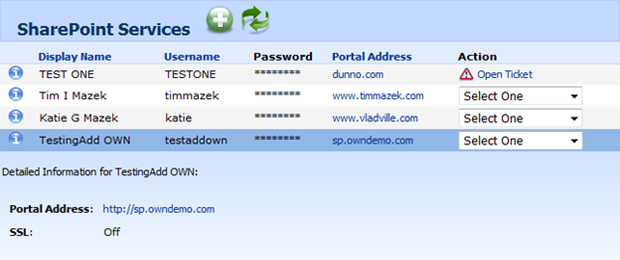 SharePoint Services
Display Name Username Password Portal Address Action
TEST ONE TESTONE ******** dunno.com Open Ticket
Tim I Mazek timmazek ******** www.timmazek.com Select One
Katie G Mazek katie ******** www.vladville.com Select One
TestingAdd OWN testaddown ******** sp.owndemo.com Select One
Detailed Information for TestingAdd OWN:
Portal Address: http://sp.owndemo.com
SSL: Off